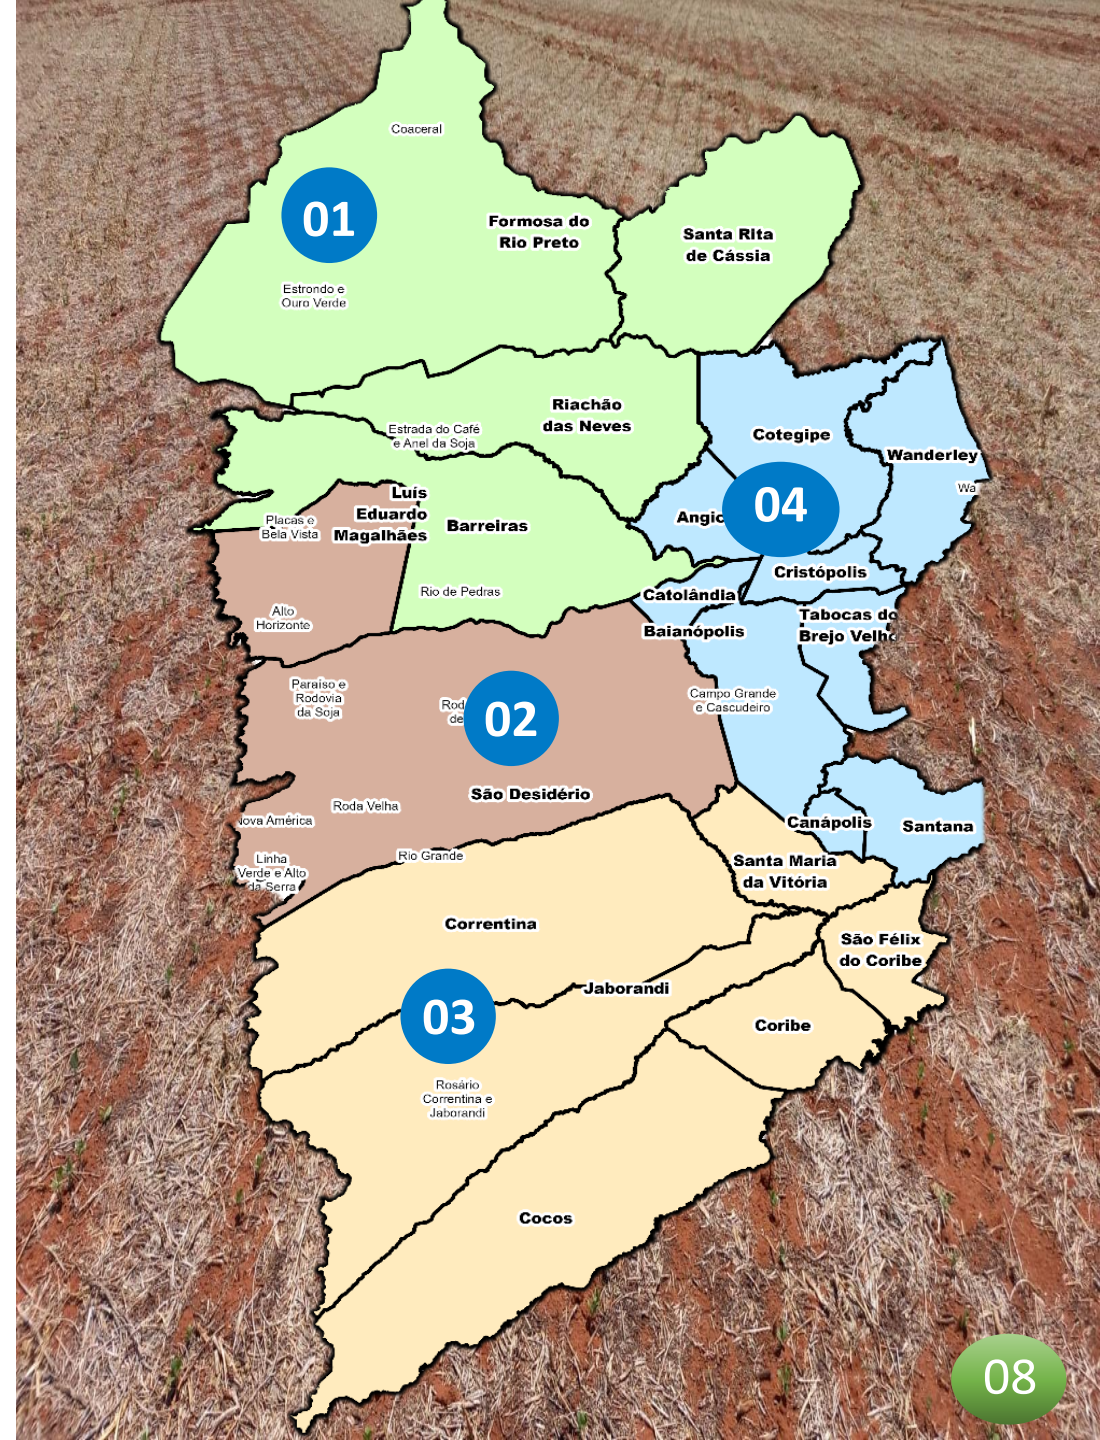 Coaceral
01
Formosa do
Rio Preto
Santa RIta
de Cássia
Estrondo e
Ouro Verde
Riachão
das Neves
Estrada do Café
e Anel da Soja
Cotegipe
Wanderley
Wa
Luís
Eduardo
Magalhães
Placas e
Bela Vista
Barreiras
Angic
04
Cristópolis
Rio de Pedras
Catolândia
Alto
Horizonte
Baianópolis
Tabocas do
Brejo Velho
Paraíso e
Rodovia
da Soja
Rod
de
02
Campo Grande
e Cascudeiro
São Desidério
Roda Velha
Nova América
Canápolis
Santana
Rio Grande
Linha
Verde e Alto
da Serra
Santa Maria
da Vitória
Correntina
São Félix
do Coribe
Jaborandi
03
Coribe
Rosário
Correntina e
Jaborandi
Cocos
08